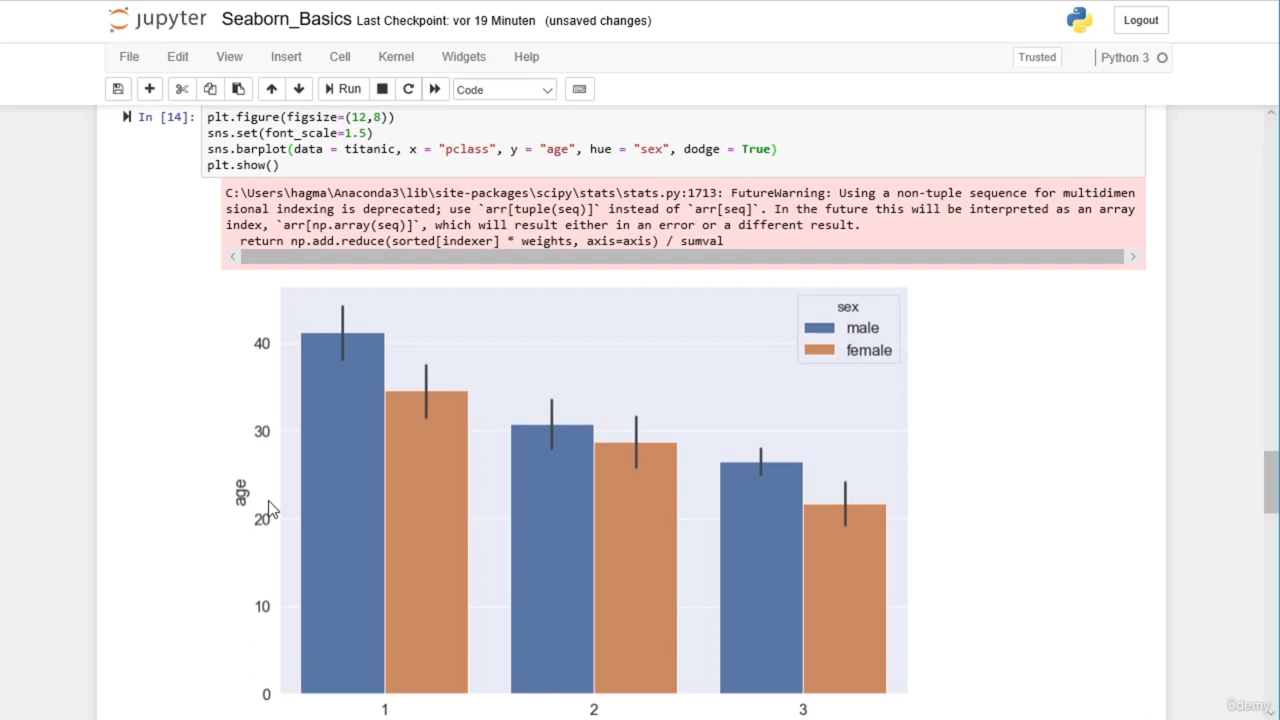 jupyter Seaborn_Basics Last Checkpoint: vor 19 Minuten (unsaved changes)
Logout
File Edit View Insert Cell Kernel Widgets Help
Trusted Python 3
Run Code
In [14]: plt.figure(figsize=(12,8))
sns.set(font_scale=1.5)
sns.barplot(data = titanic, x = "pclass", y = "age", hue = "sex", dodge = True)
plt.show()
C:\Users\hagma\Anaconda3\lib\site-packages\scipy\stats\stats.py:1713: FutureWarning: Using a non-tuple sequence for multidimen
sional indexing is deprecated; use `arr[tuple(seq)]` instead of `arr[seq]`. In the future this will be interpreted as an array
index, `arr[np.array(seq)]`, which will result either in an error or a different result.
return np.add.reduce(sorted[indexer] * weights, axis=axis) / sumval
sex
male
female
40
30
age
20
10
0
1 2 3
Udemy